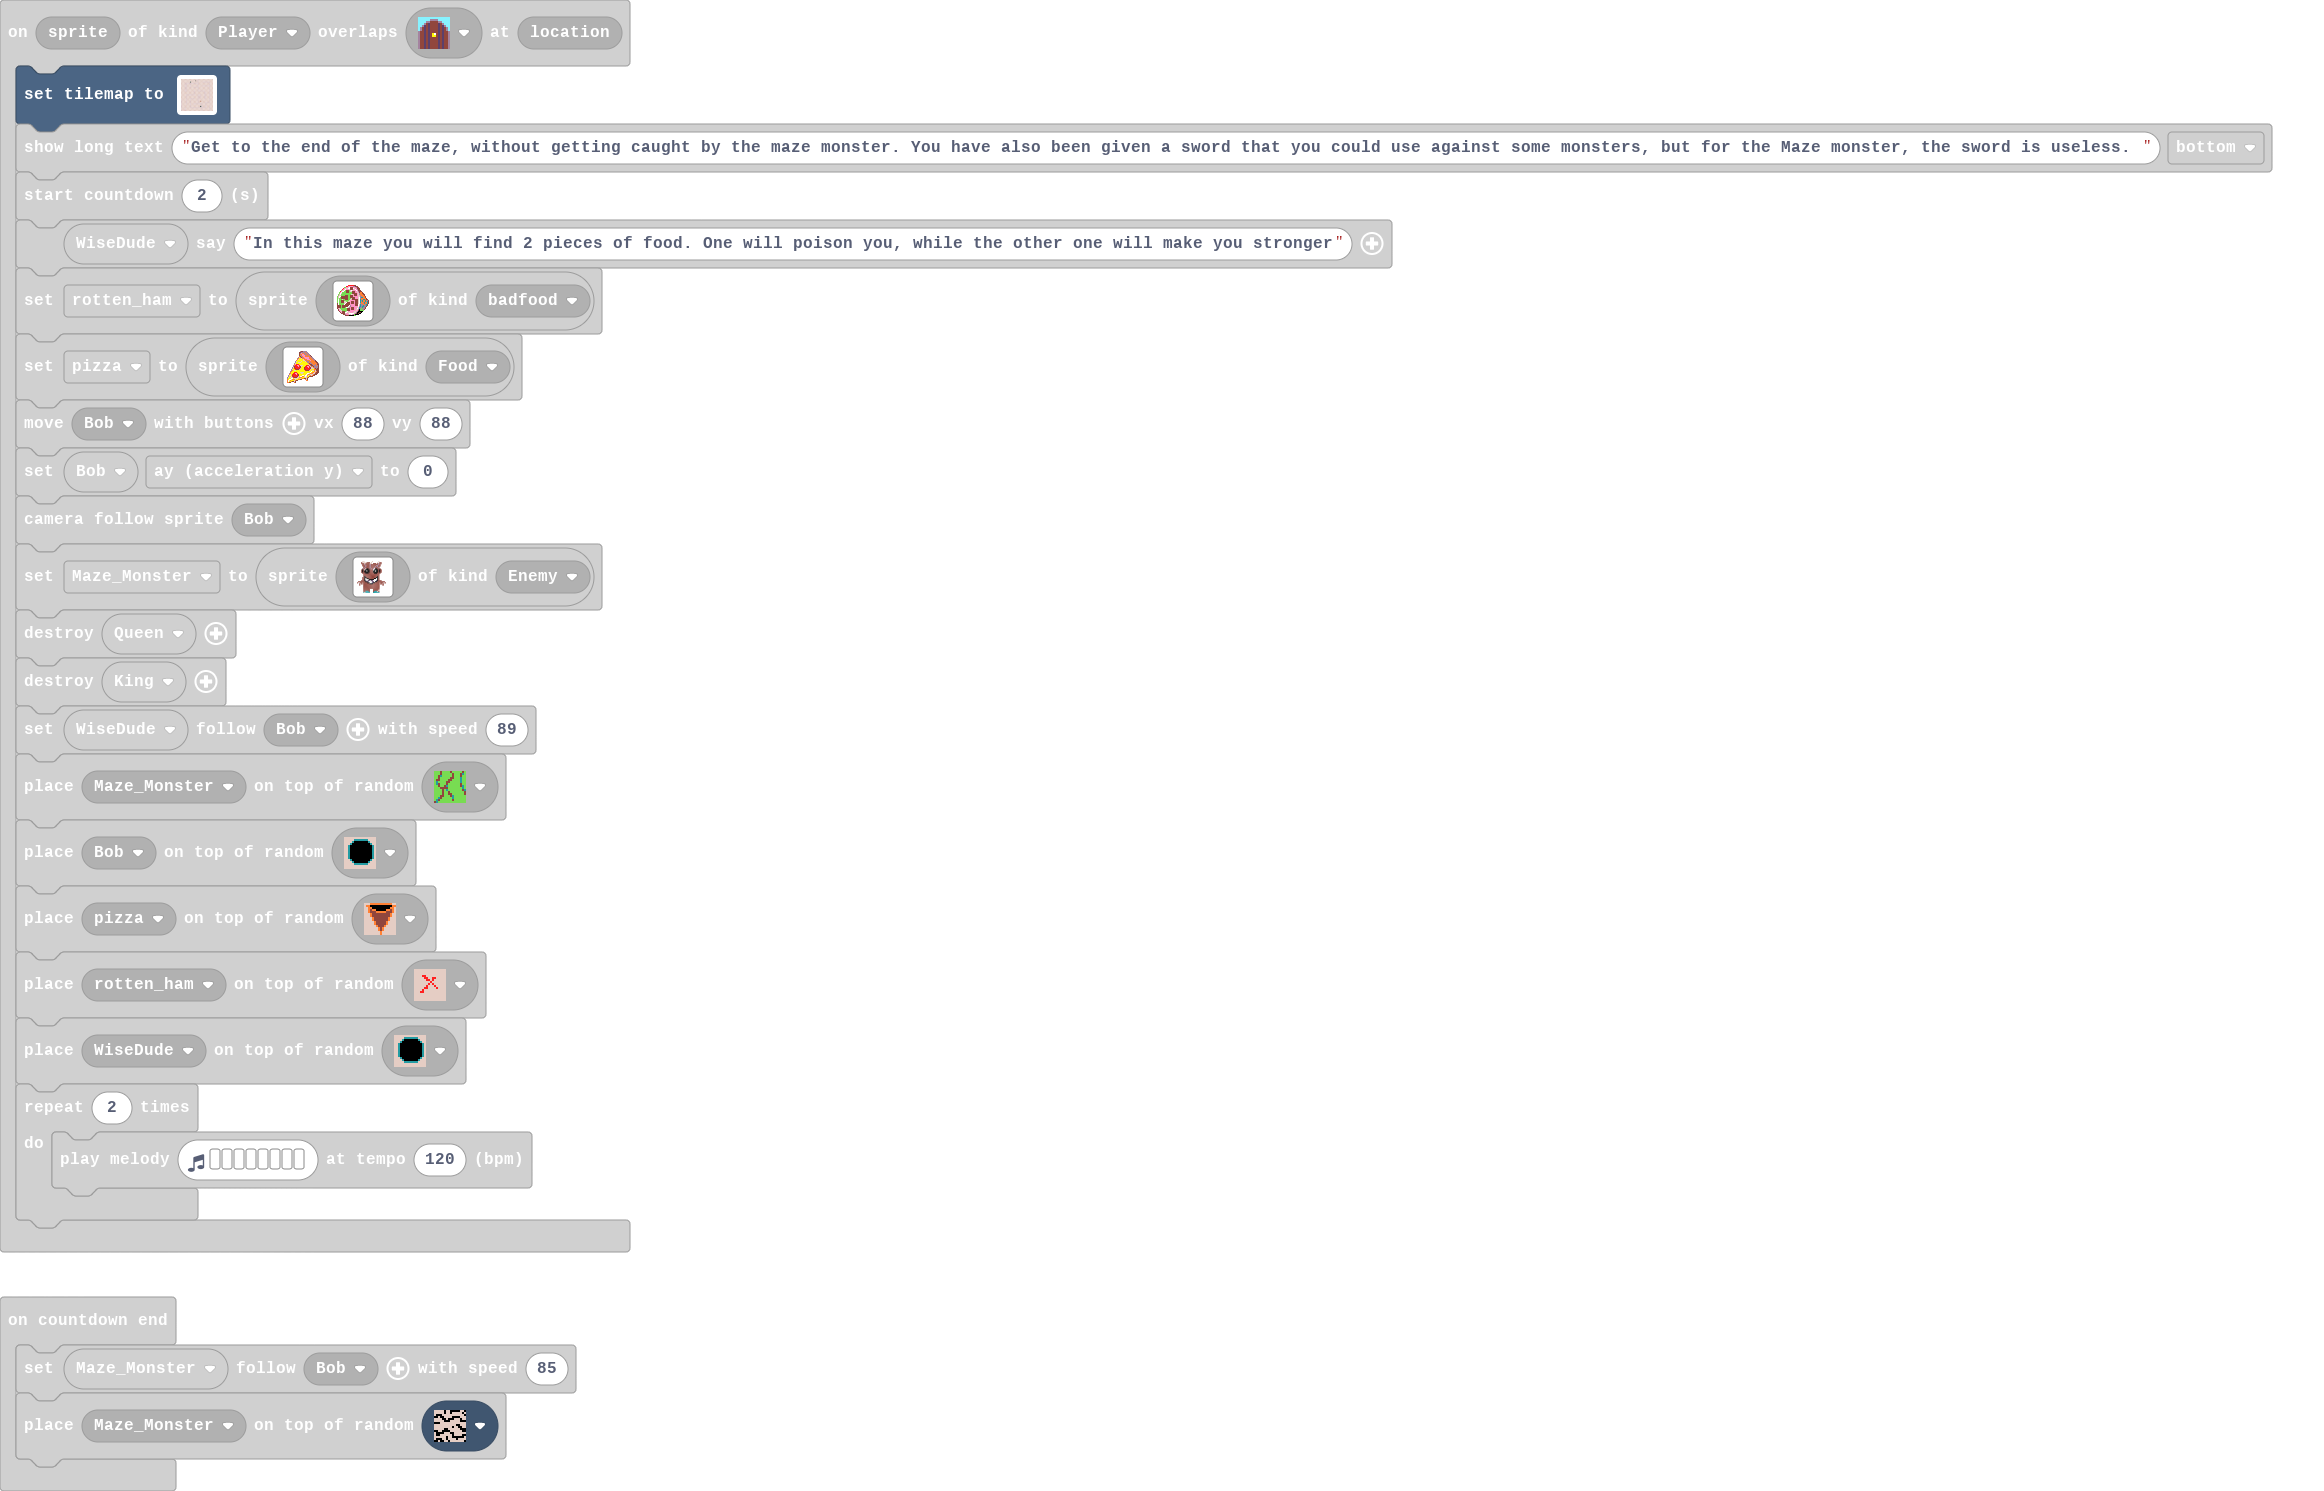 on sprite of kind Player overlaps at location
set tilemap to
show long text "Get to the end of the maze, without getting caught by the maze monster. You have also been given a sword that you could use against some monsters, but for the Maze monster, the sword is useless. " bottom
start countdown 2 (s)
WiseDude say "In this maze you will find 2 pieces of food. One will poison you, while the other one will make you stronger"
set rotten_ham to sprite of kind badfood
set pizza to sprite of kind Food
move Bob with buttons vx 88 vy 88
set Bob ay (acceleration y) to 0
camera follow sprite Bob
set Maze_Monster to sprite of kind Enemy
destroy Queen
destroy King
set WiseDude follow Bob with speed 89
place Maze_Monster on top of random
place Bob on top of random
place pizza on top of random
place rotten_ham on top of random
place WiseDude on top of random
repeat 2 times
do
play melody at tempo 120 (bpm)
on countdown end
set Maze_Monster follow Bob with speed 85
place Maze_Monster on top of random